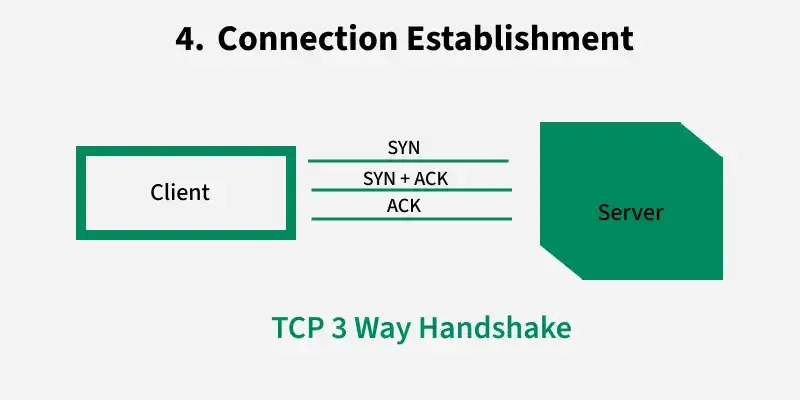 4. Connection Establishment
SYN
SYN + ACK
ACK
Client
Server
TCP 3 Way Handshake